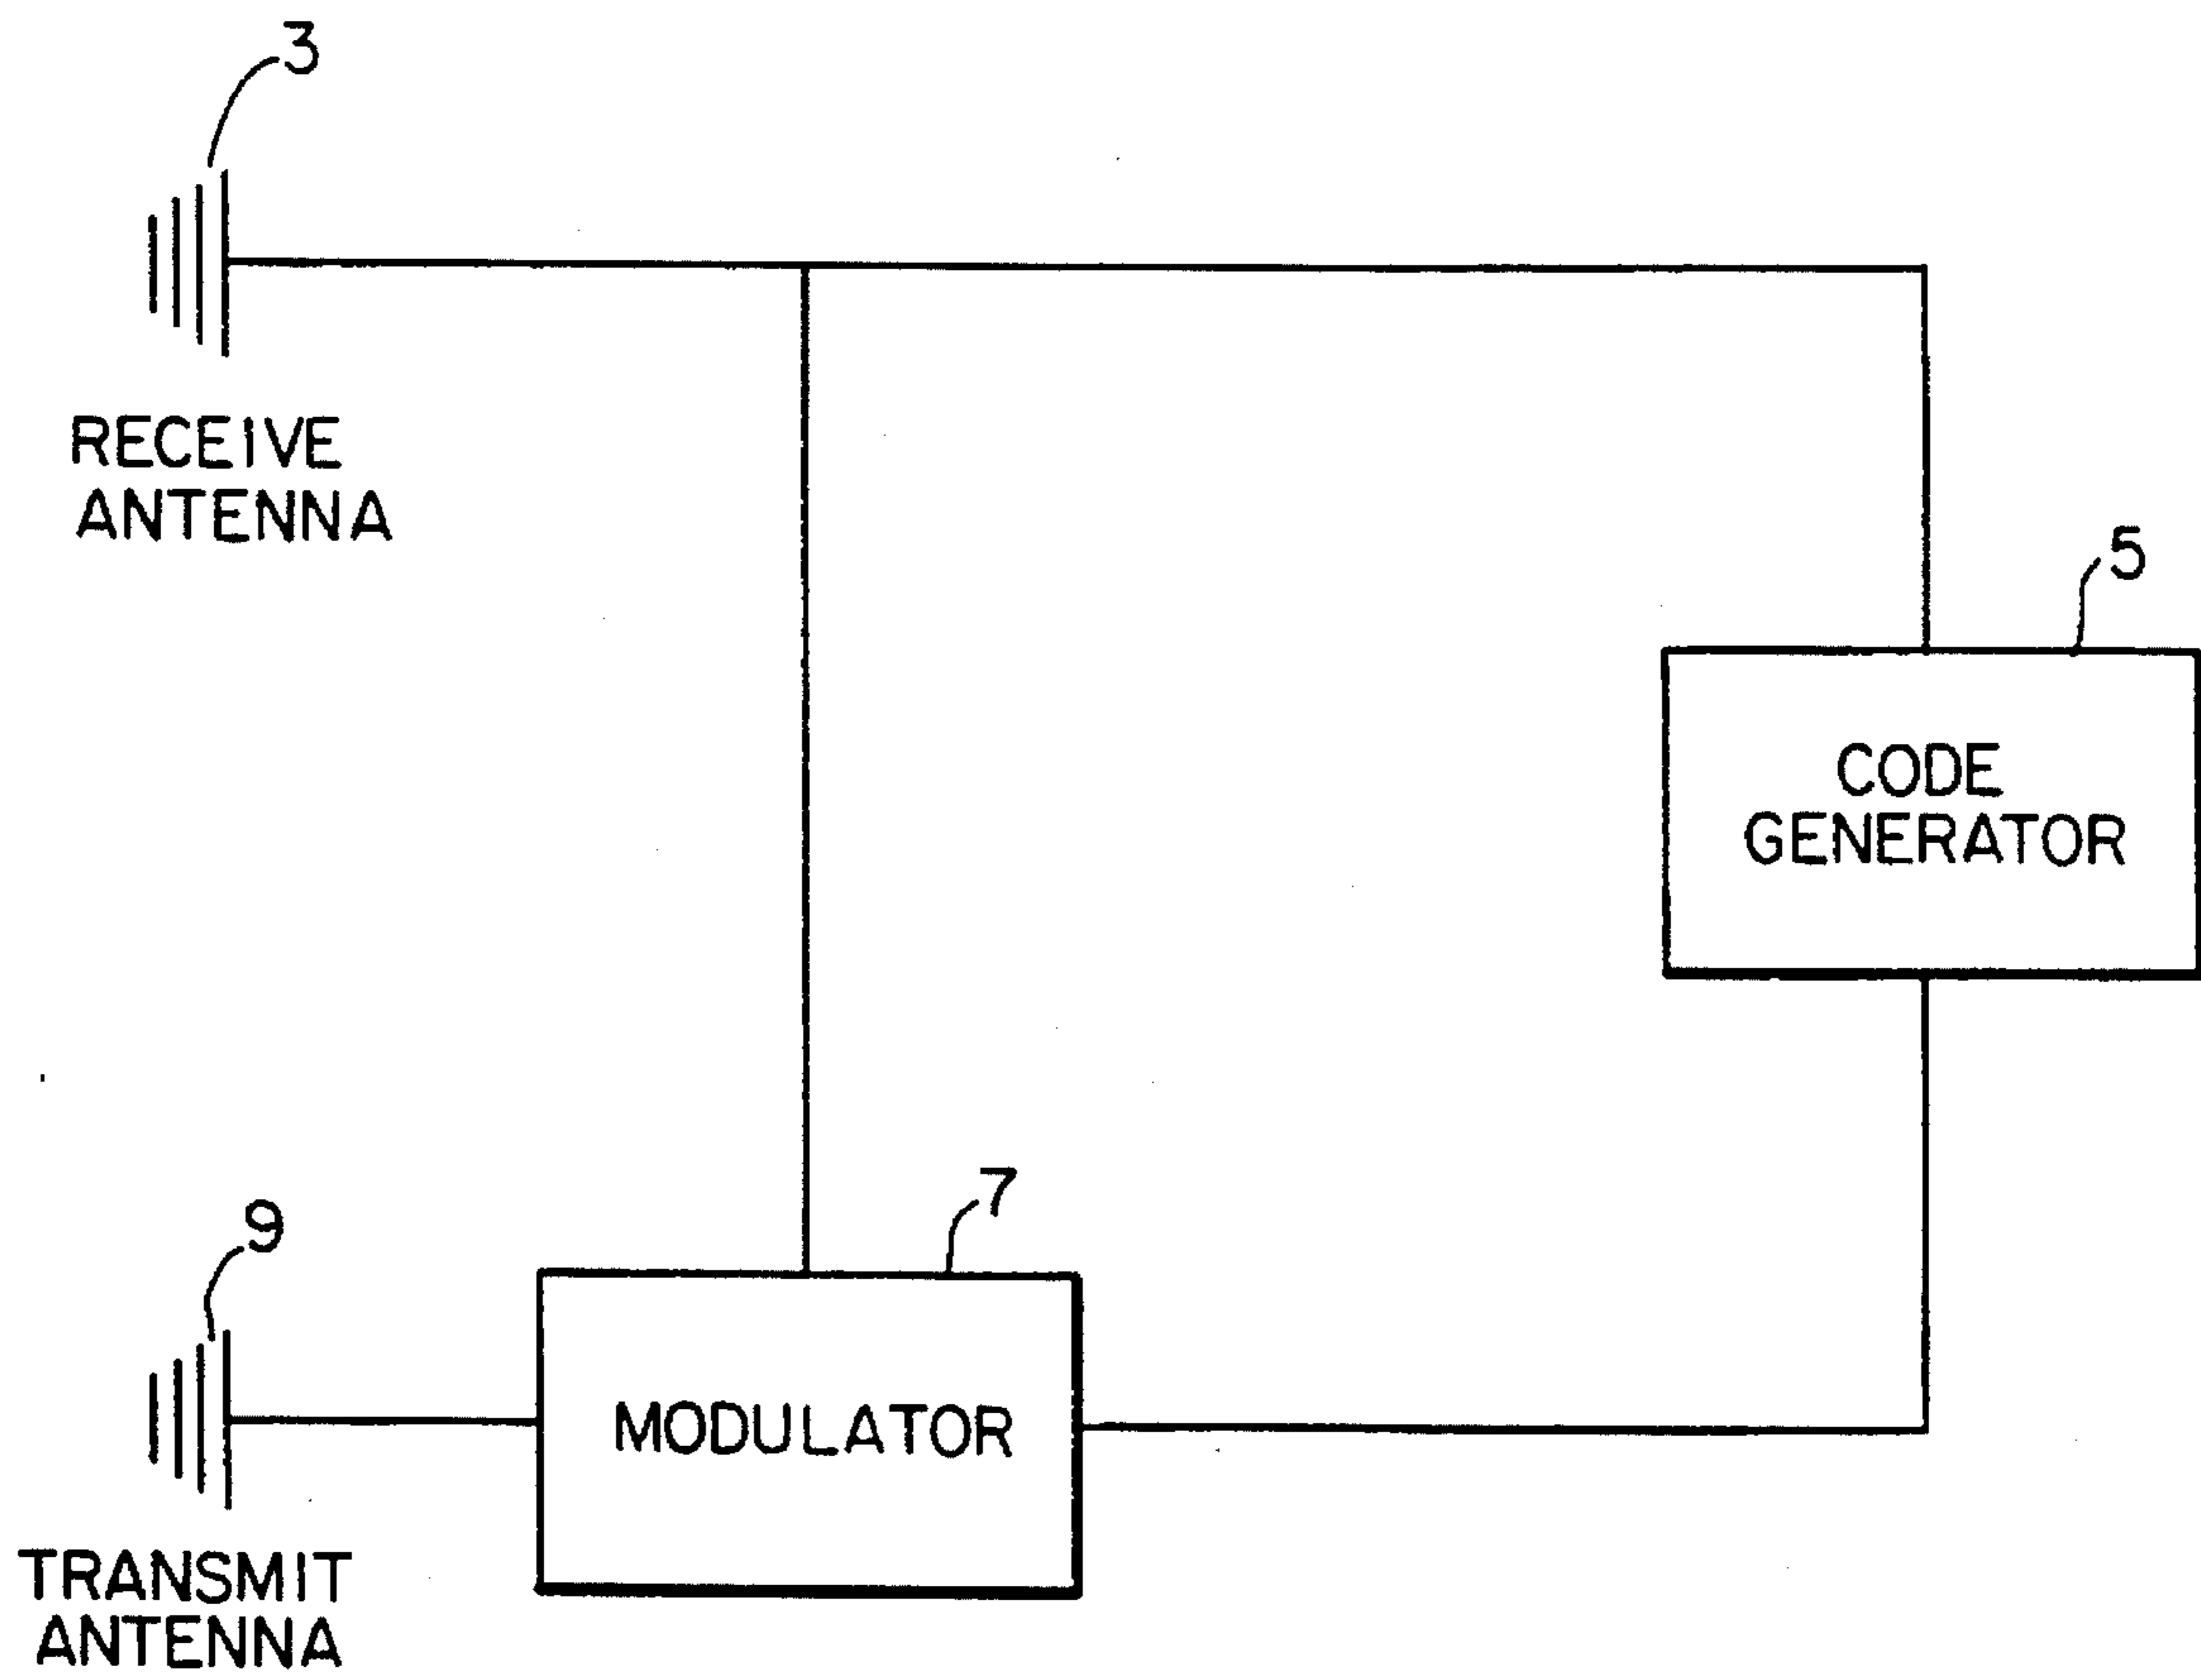 3
RECEIVE
ANTENNA
5
CODE
GENERATOR
7
9
MODULATOR
TRANSMIT
ANTENNA